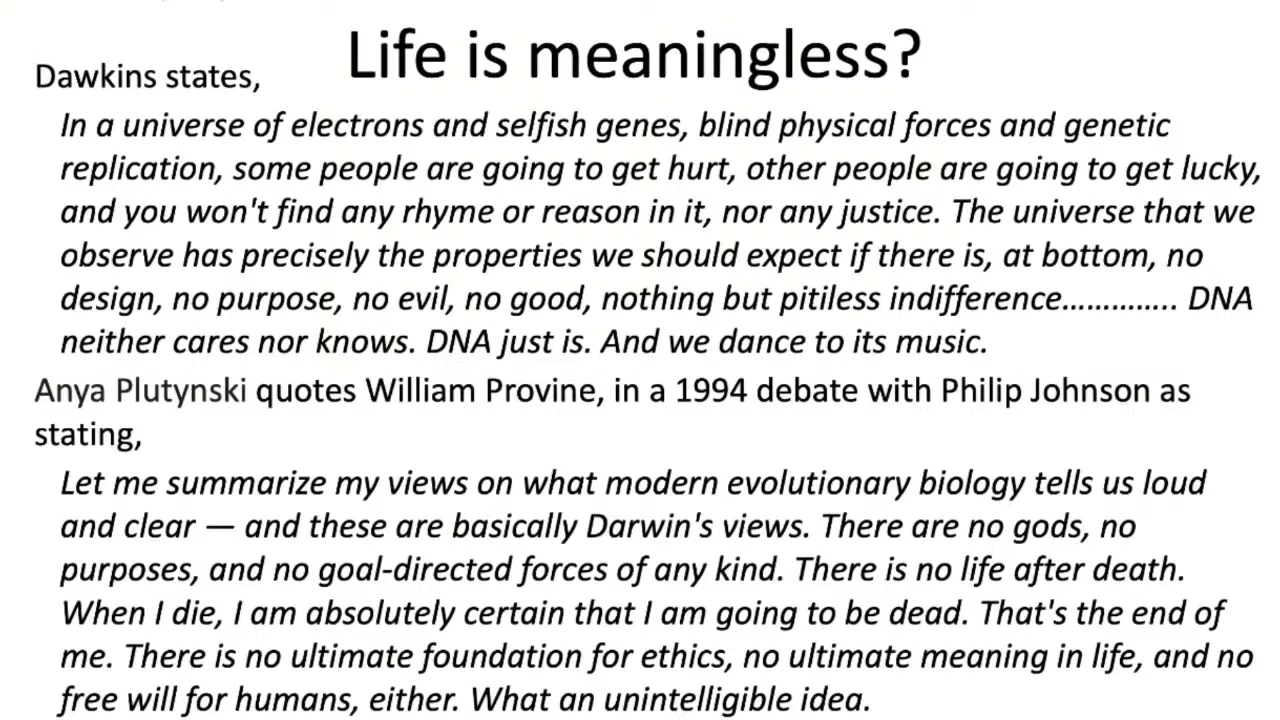 Life is meaningless?
Dawkins states,
In a universe of electrons and selfish genes, blind physical forces and genetic
replication, some people are going to get hurt, other people are going to get lucky,
and you won't find any rhyme or reason in it, nor any justice. The universe that we
observe has precisely the properties we should expect if there is, at bottom, no
design, no purpose, no evil, no good, nothing but pitiless indifference………….. DNA
neither cares nor knows. DNA just is. And we dance to its music.
Anya Plutynski quotes William Provine, in a 1994 debate with Philip Johnson as
stating,
Let me summarize my views on what modern evolutionary biology tells us loud
and clear — and these are basically Darwin's views. There are no gods, no
purposes, and no goal-directed forces of any kind. There is no life after death.
When I die, I am absolutely certain that I am going to be dead. That's the end of
me. There is no ultimate foundation for ethics, no ultimate meaning in life, and no
free will for humans, either. What an unintelligible idea.